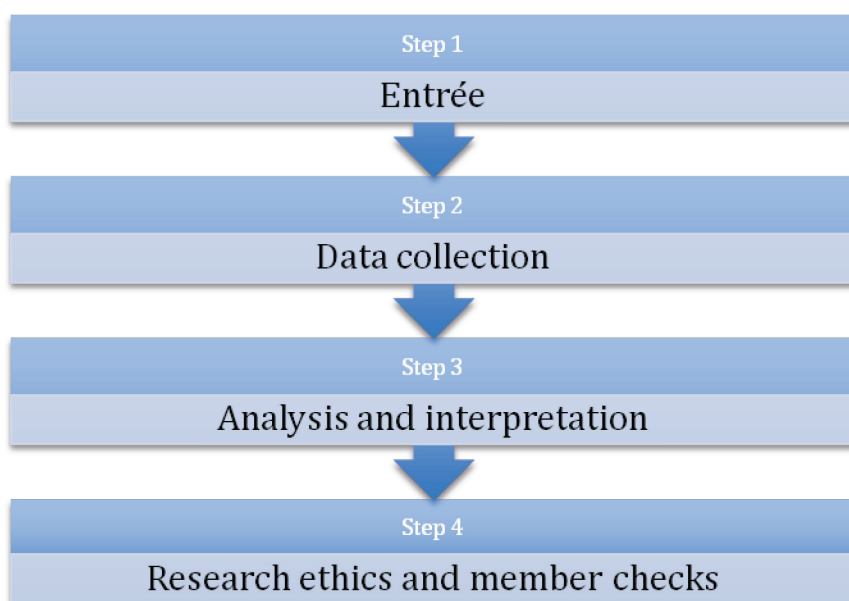 Step 1
Entrée
Step 2
Data collection
Step 3
Analysis and interpretation
Step 4
Research ethics and member checks